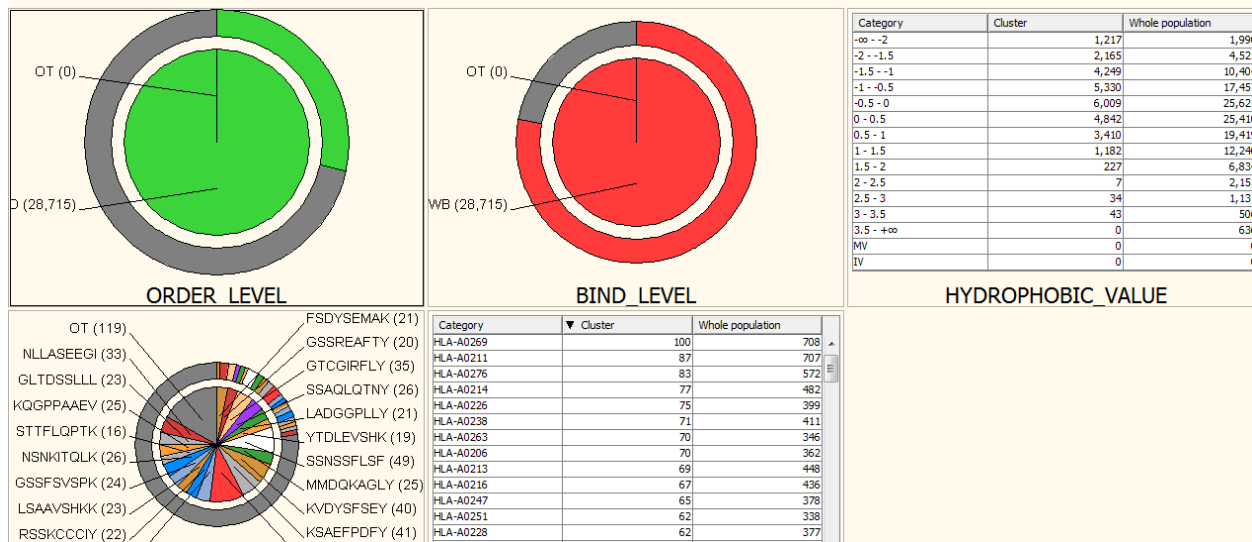 OT (0)
D (28,715)
ORDER_LEVEL
OT (0)
WB (28,715)
BIND_LEVEL
Category Cluster Whole population
-∞ - -2 1,217
-2 - -1.5 2,165
-1.5 - -1 4,249
-1 - -0.5 5,330
-0.5 - 0 6,009
0 - 0.5 4,842
0.5 - 1 3,410
1 - 1.5 1,182
1.5 - 2 227
2 - 2.5 7
2.5 - 3 34
3 - 3.5 43
3.5 - +∞ 0
MV 0
IV 0
HYDROPHOBIC_VALUE
OT (119)
NLLASEEGI (33)
GLTDSSLLL (23)
KQGPPAAEV (25)
STTFLQPTK (16)
NSNKITQLK (26)
GSSFSVSPK (24)
LSAAVSHKK (23)
RSSKCCCIY (22)
FSDYSEMAK (21)
GSSREAFTY (20)
GTCGIRFLY (35)
SSAQLQTNY (26)
LADGGPLLY (21)
YTDLEVSHK (19)
SSNSSFLSF (49)
MMDQKAGLY (25)
KVDYSFSEY (40)
KSAEFPDFY (41)
Category ▼ Cluster Whole population
HLA-A0269 100 708
HLA-A0211 87 707
HLA-A0276 83 572
HLA-A0214 77 482
HLA-A0226 75 399
HLA-A0238 71 411
HLA-A0263 70 346
HLA-A0206 70 362
HLA-A0213 69 448
HLA-A0216 67 436
HLA-A0247 65 378
HLA-A0251 62 338
HLA-A0228 62 377